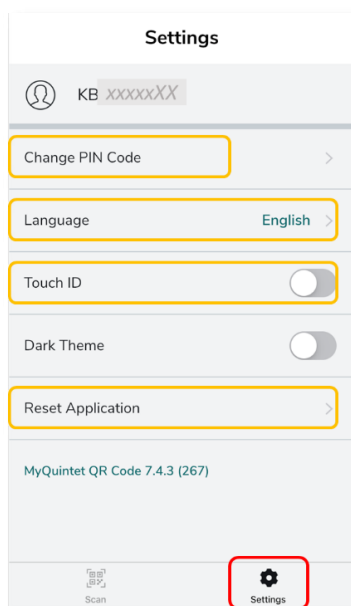 Settings
KB xxxxxXX
Change PIN Code
Language English
Touch ID
Dark Theme
Reset Application
MyQuintet QR Code 7.4.3 (267)
Scan Settings